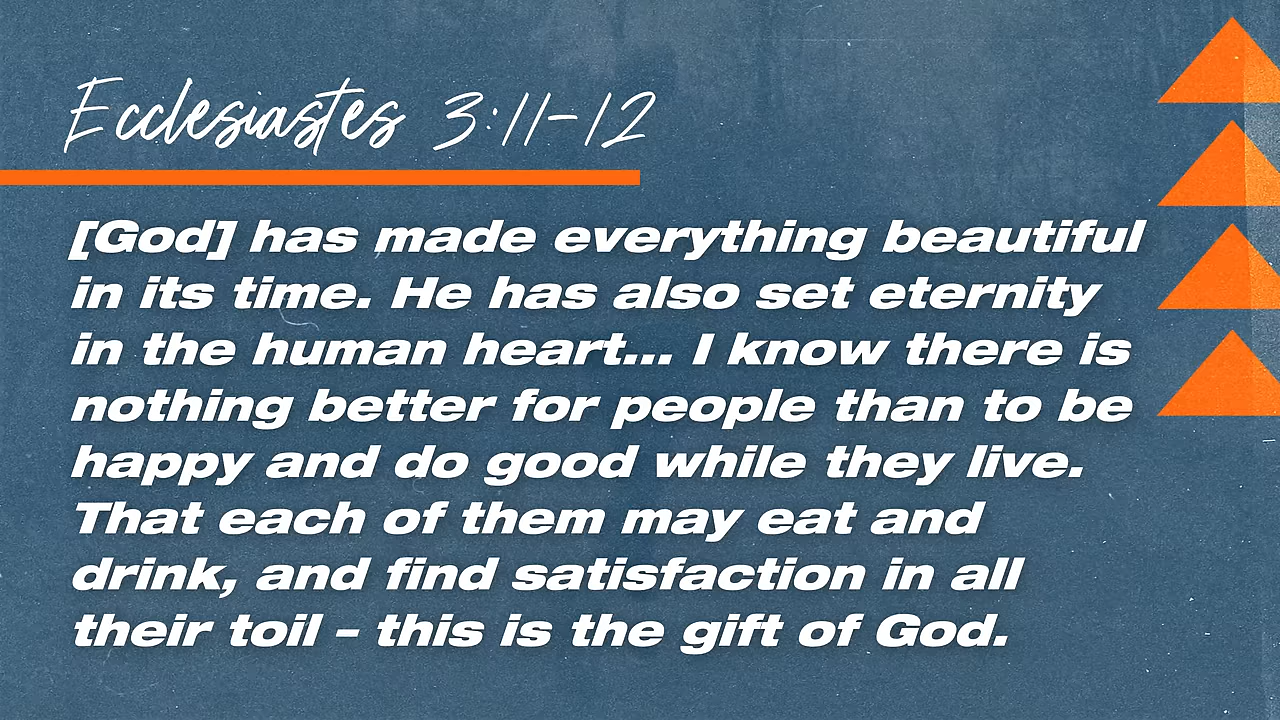 Ecclesiastes 3:11-12
[God] has made everything beautiful
in its time. He has also set eternity
in the human heart... I know there is
nothing better for people than to be
happy and do good while they live.
That each of them may eat and
drink, and find satisfaction in all
their toil - this is the gift of God.